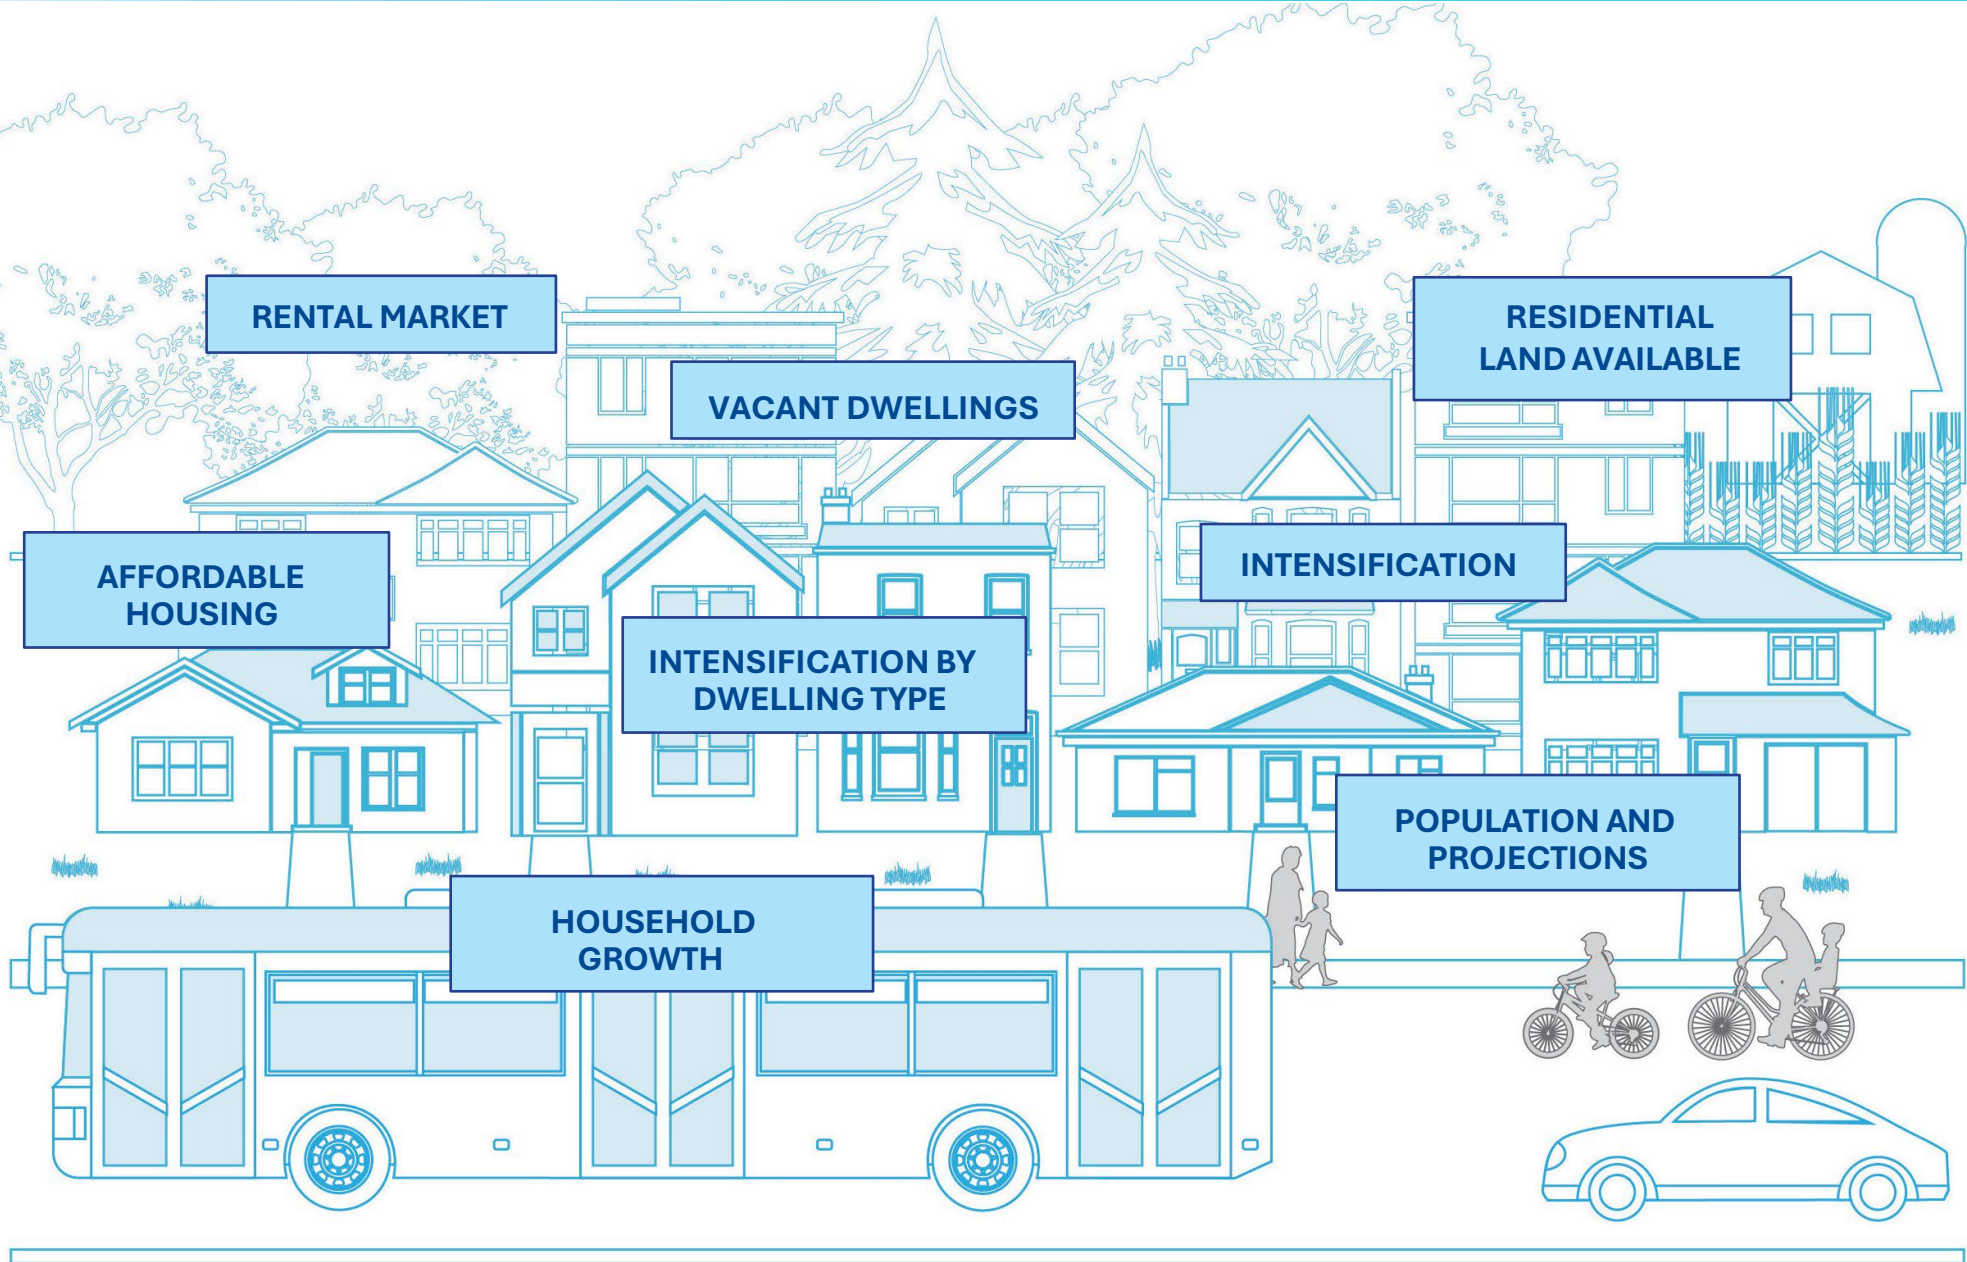 RENTAL MARKET
RESIDENTIAL
LAND AVAILABLE
VACANT DWELLINGS
AFFORDABLE
HOUSING
INTENSIFICATION
INTENSIFICATION BY
DWELLING TYPE
POPULATION AND
PROJECTIONS
HOUSEHOLD
GROWTH